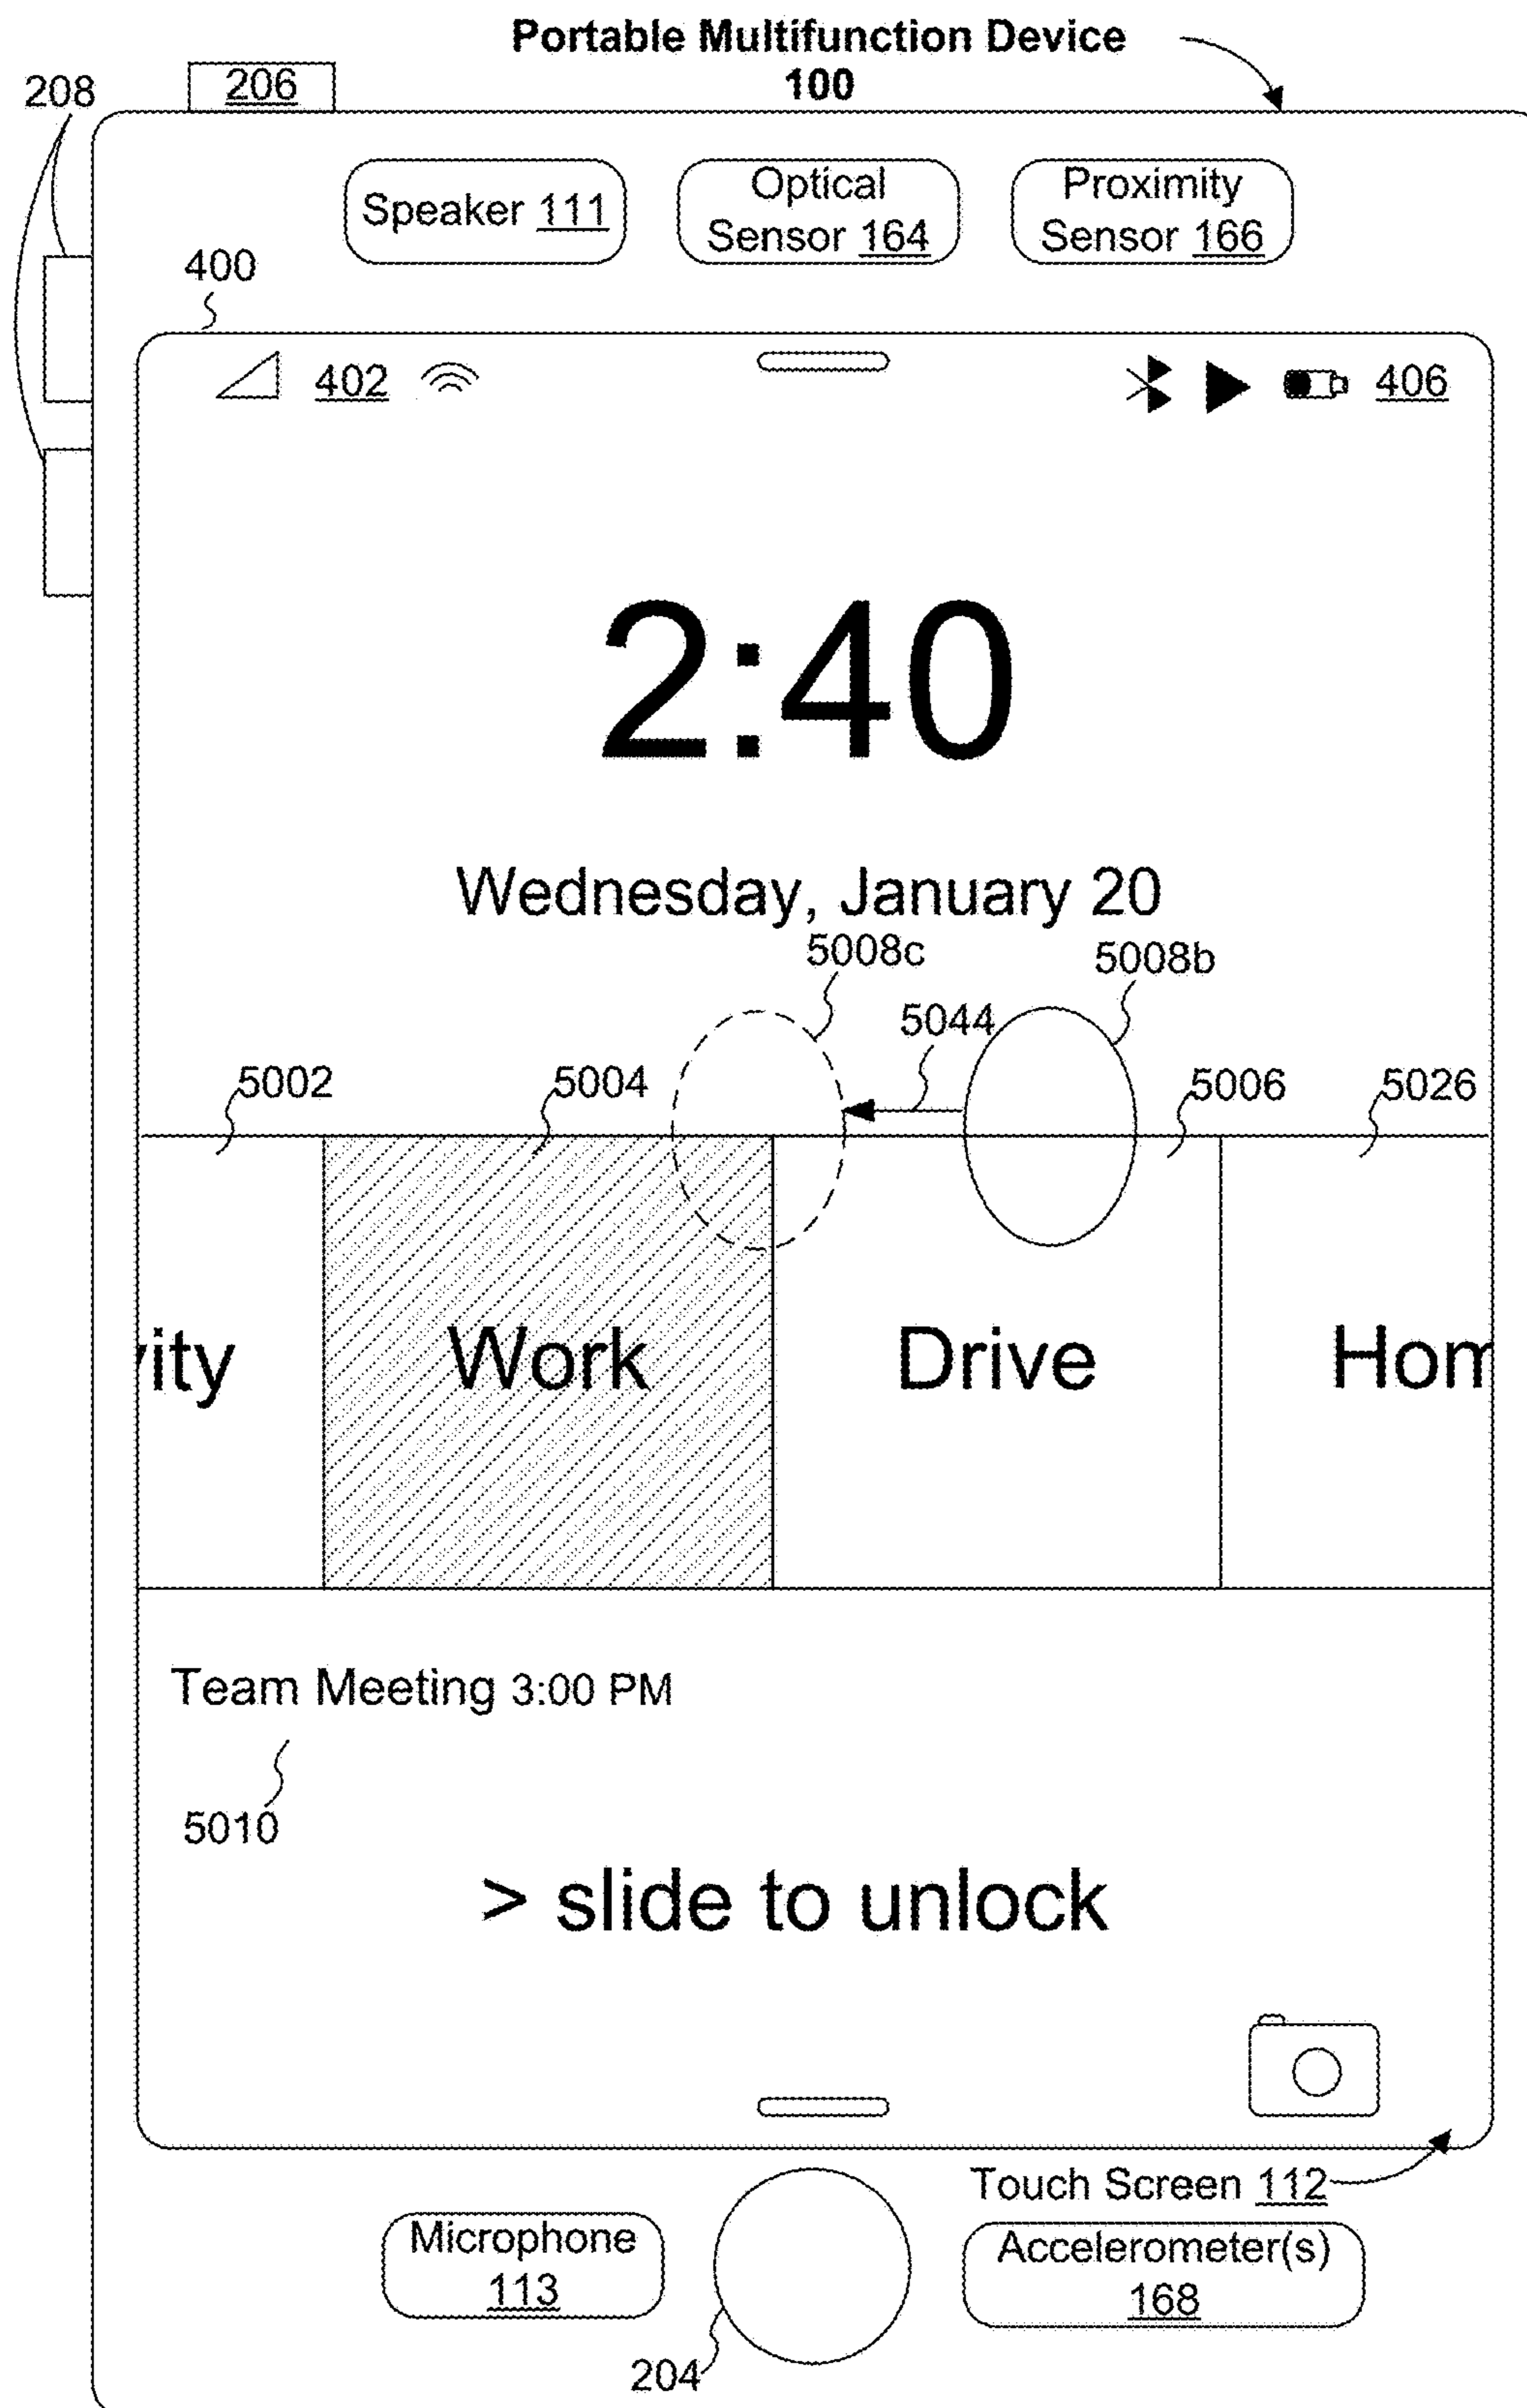 Portable Multifunction Device
100
208
206
Speaker 111
Optical
Sensor 164
Proximity
Sensor 166
400
402
406
2:40
Wednesday, January 20
5008c
5008b
5044
5002
5004
5006
5026
vity
Work
Drive
Hom
Team Meeting 3:00 PM
5010
> slide to unlock
Touch Screen 112
Microphone
113
Accelerometer(s)
168
204